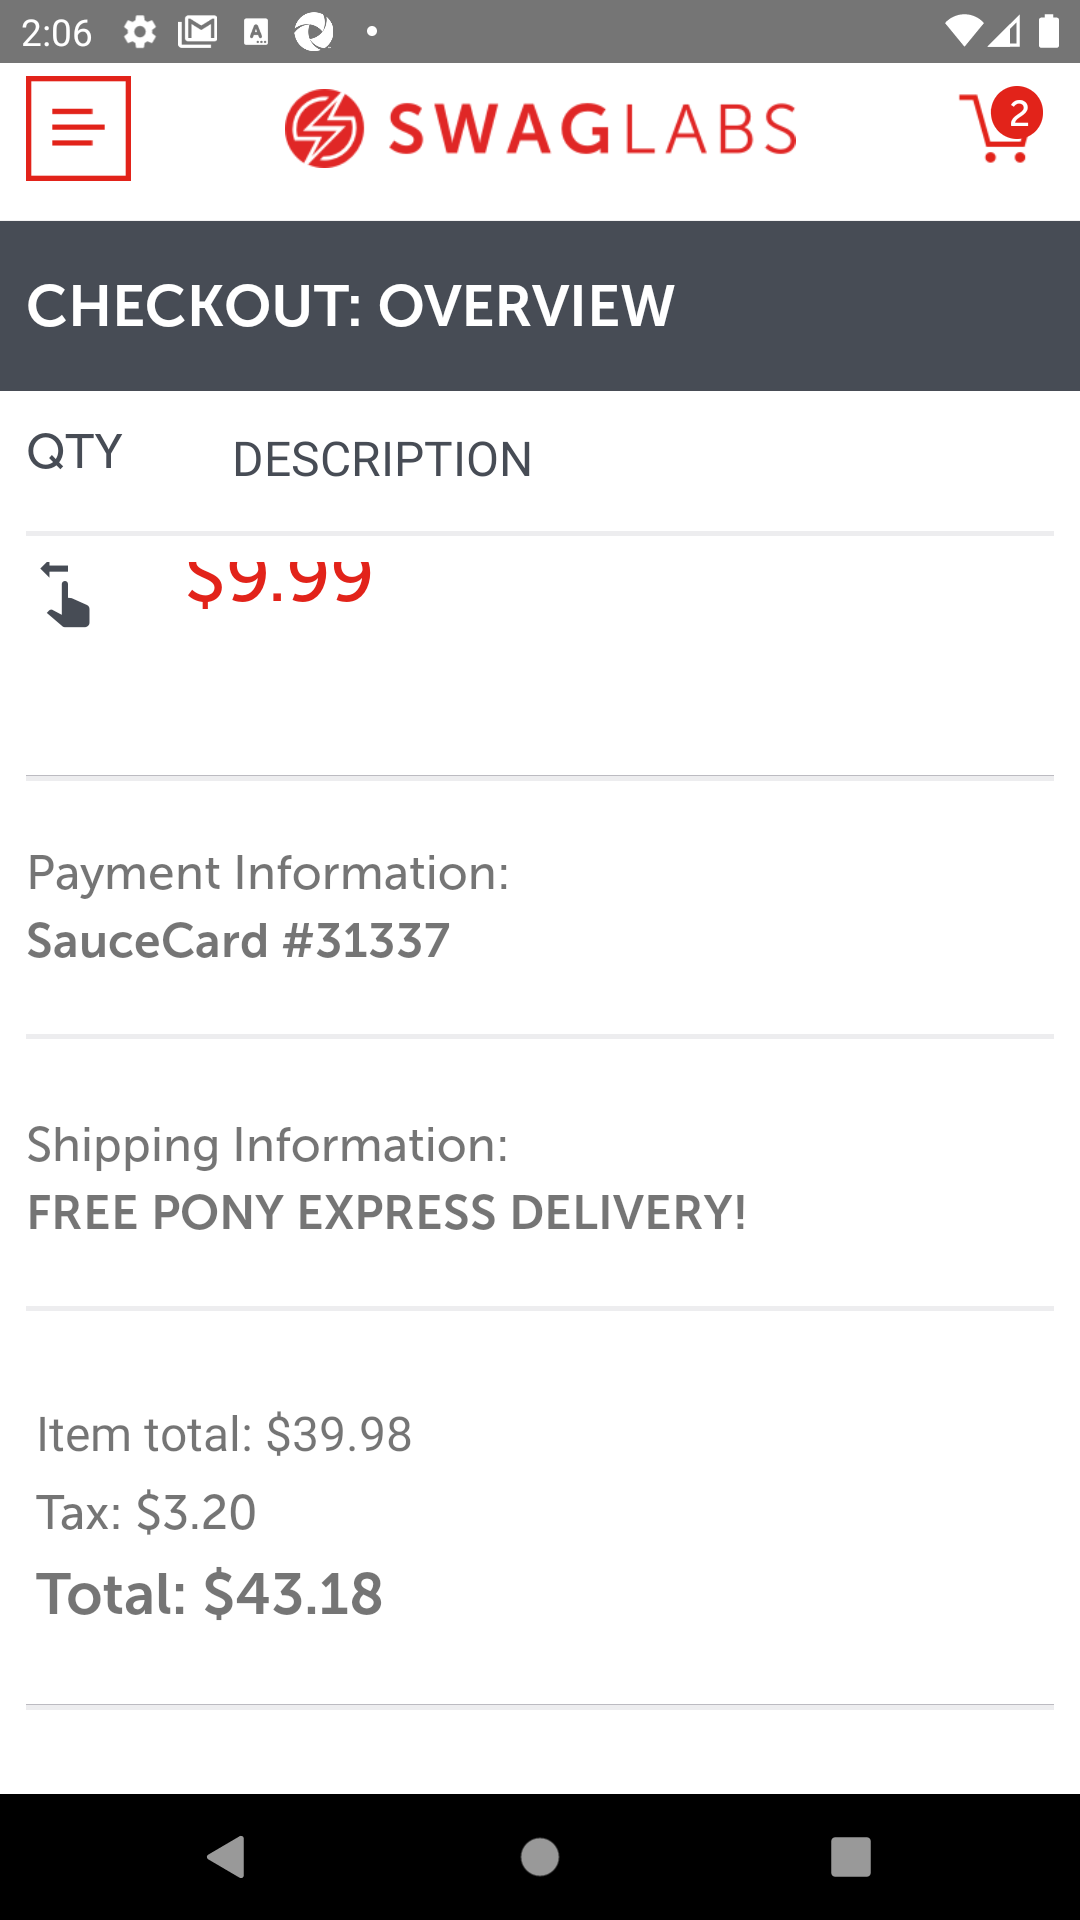 2:06
SWAGLABS
2
CHECKOUT: OVERVIEW
QTY
DESCRIPTION
$9.99
Payment Information:
SauceCard #31337
Shipping Information:
FREE PONY EXPRESS DELIVERY!
Item total: $39.98
Tax: $3.20
Total: $43.18